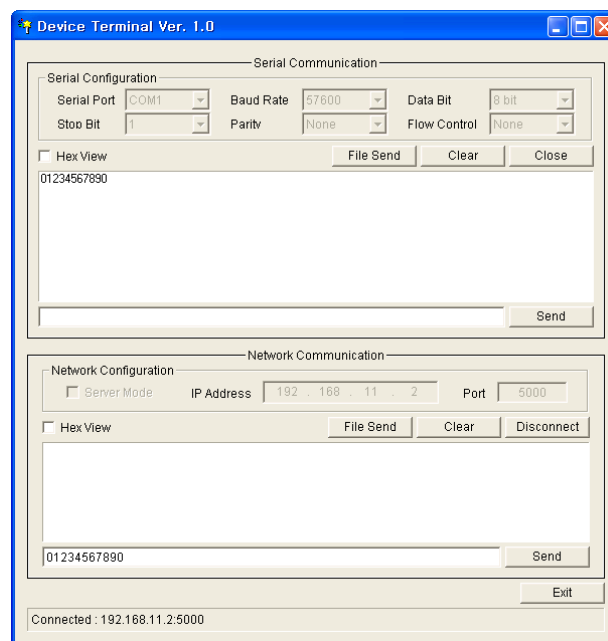 Device Terminal Ver. 1.0
Serial Communication
Serial Configuration
Serial Port COM1 Baud Rate 57600 Data Bit 8 bit
Stop Bit 1 Parity None Flow Control None
Hex View File Send Clear Close
01234567890
Send
Network Communication
Network Configuration
Server Mode IP Address 192 . 168 . 11 . 2 Port 5000
Hex View File Send Clear Disconnect
01234567890 Send
Exit
Connected : 192.168.11.2:5000